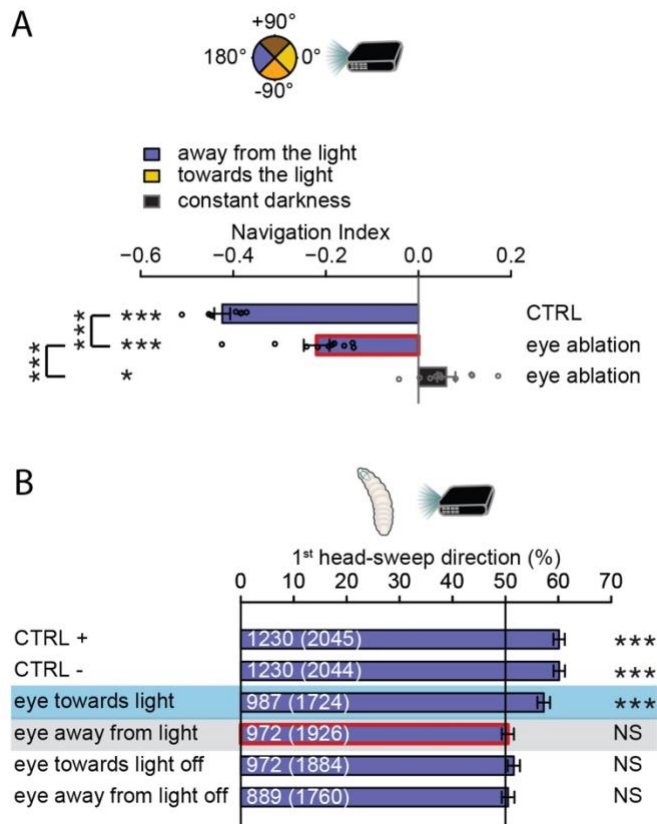 A
+90°
180° 0°
-90°
away from the light
towards the light
constant darkness
Navigation Index
−0.6 −0.4 −0.2 0.0 0.2
*** *** CTRL
*** *** eye ablation
* eye ablation
B
1st head-sweep direction (%)
0 10 20 30 40 50 60 70
CTRL + 1230 (2045) ***
CTRL - 1230 (2044) ***
eye towards light 987 (1724) ***
eye away from light 972 (1926) NS
eye towards light off 972 (1884) NS
eye away from light off 889 (1760) NS